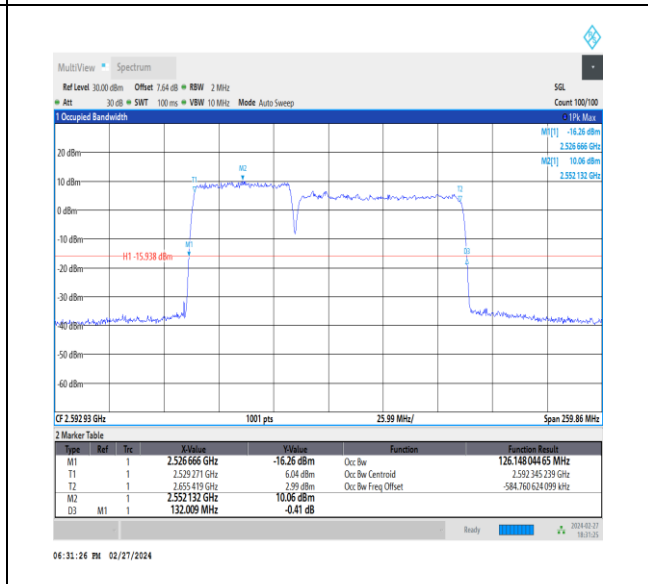 MultiView Spectrum
Ref Level 30.00 dBm Offset 7.64 dB RBW 2 MHz SGL
Att 30 dB SWT 100 ms VBW 10 MHz Mode Auto Sweep Count 100/100
1 Occupied Bandwidth 1Pk Max
M1[1] -16.26 dBm
2.526 666 GHz
20 dBm
M2[1] 10.06 dBm
2.552 132 GHz
M2
T1
T2
10 dBm
0 dBm
-10 dBm
M1
D3
H1 -15.938 dBm
-20 dBm
-30 dBm
-40 dBm
-50 dBm
-60 dBm
CF 2.592 93 GHz 1001 pts 25.99 MHz/ Span 259.86 MHz
2 Marker Table
Type Ref Trc X-Value Y-Value Function Function Result
M1 1 2.526 666 GHz -16.26 dBm Occ Bw 126.148 044 65 MHz
T1 1 2.529 271 GHz 6.04 dBm Occ Bw Centroid 2.592 345 239 GHz
T2 1 2.655 419 GHz 2.99 dBm Occ Bw Freq Offset -584.760 624 099 kHz
M2 1 2.552 132 GHz 10.06 dBm
D3 M1 1 132.009 MHz -0.41 dB
Ready 2024-02-27
18:31:25
06:31:26 PM 02/27/2024